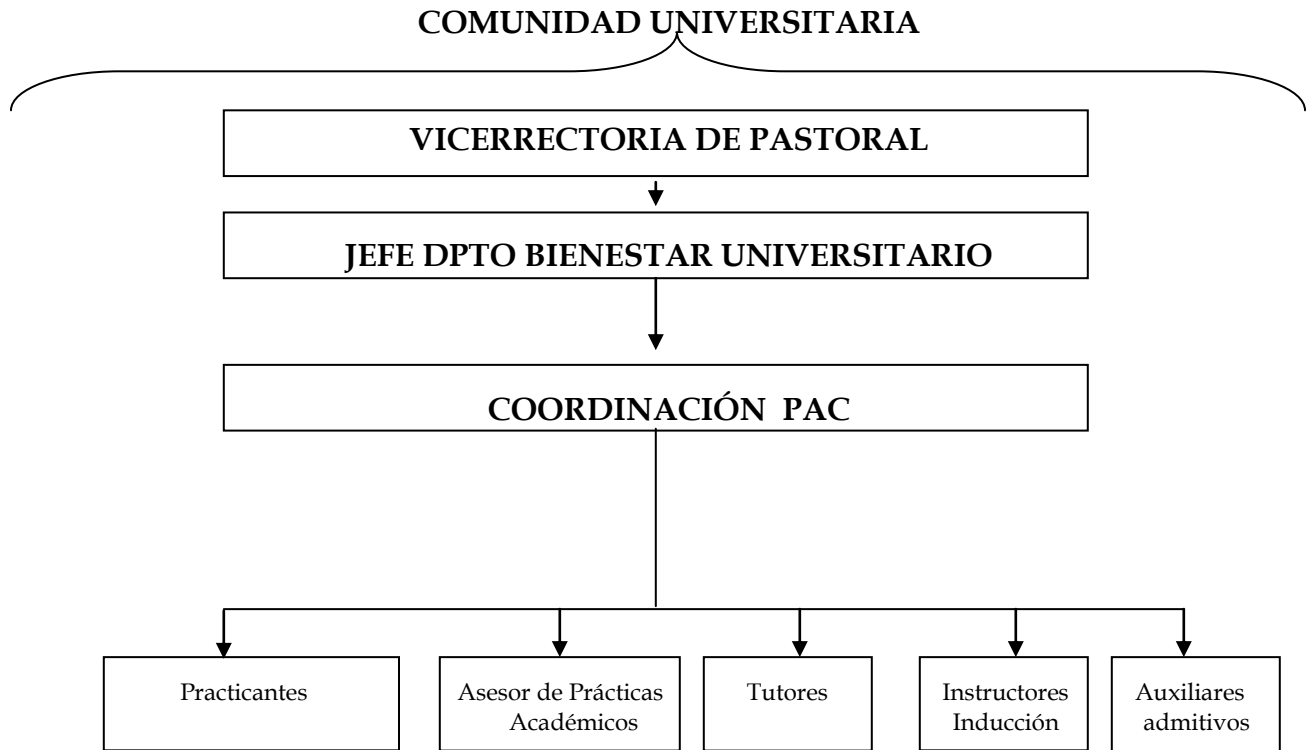 COMUNIDAD UNIVERSITARIA
VICERRECTORIA DE PASTORAL
JEFE DPTO BIENESTAR UNIVERSITARIO
COORDINACIÓN PAC
Practicantes
Asesor de Prácticas
Académicos
Tutores
Instructores
Inducción
Auxiliares
admitivos